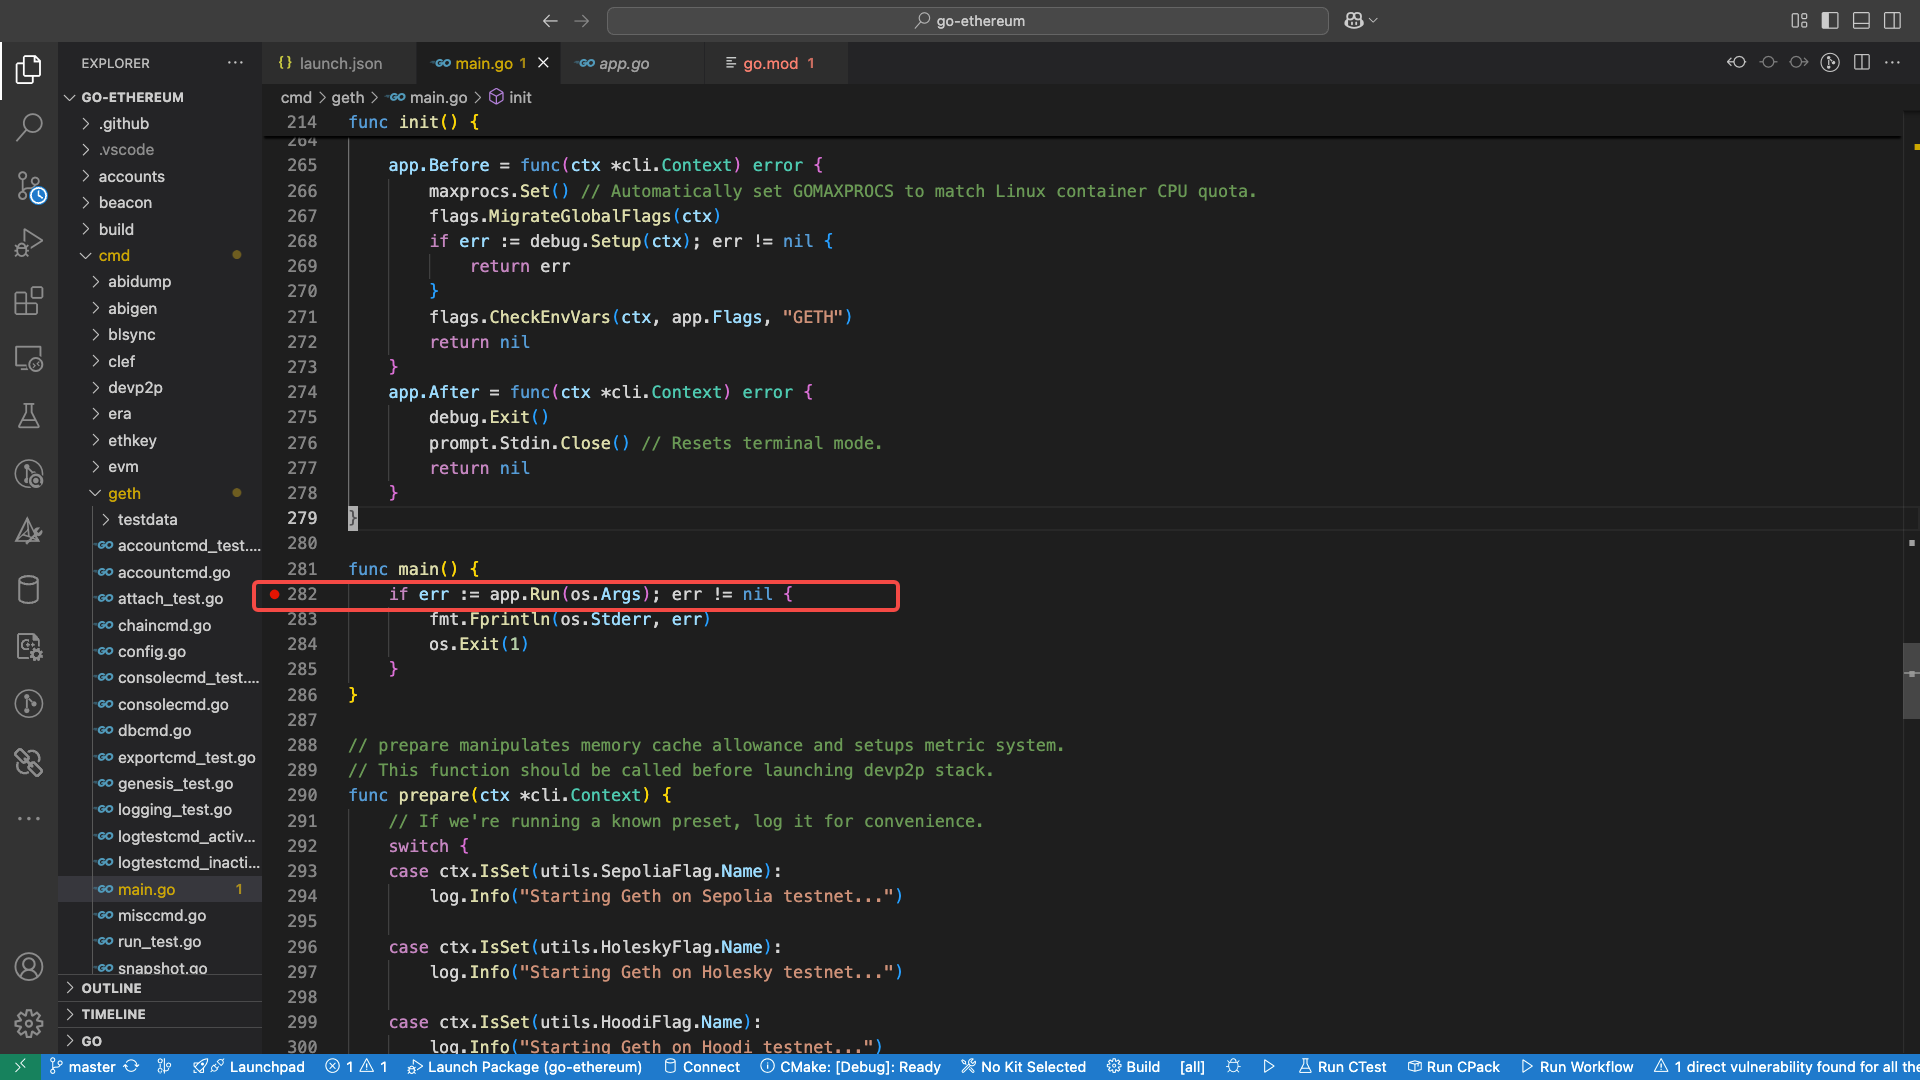 go-ethereum
EXPLORER
GO-ETHEREUM
.github
.vscode
accounts
beacon
build
cmd
abidump
abigen
blsync
clef
devp2p
era
ethkey
evm
geth
testdata
accountcmd_test....
accountcmd.go
attach_test.go
chaincmd.go
config.go
consolecmd_test....
consolecmd.go
dbcmd.go
exportcmd_test.go
genesis_test.go
logging_test.go
logtestcmd_activ...
logtestcmd_inacti...
main.go 1
misccmd.go
run_test.go
snapshot.go
OUTLINE
TIMELINE
GO
{} launch.json
GO main.go 1
GO app.go
go.mod 1
cmd > geth > GO main.go > init
214 func init() {
264
265 app.Before = func(ctx *cli.Context) error {
266 maxprocs.Set() // Automatically set GOMAXPROCS to match Linux container CPU quota.
267 flags.MigrateGlobalFlags(ctx)
268 if err := debug.Setup(ctx); err != nil {
269 return err
270 }
271 flags.CheckEnvVars(ctx, app.Flags, "GETH")
272 return nil
273 }
274 app.After = func(ctx *cli.Context) error {
275 debug.Exit()
276 prompt.Stdin.Close() // Resets terminal mode.
277 return nil
278 }
279 }
280
281 func main() {
282 if err := app.Run(os.Args); err != nil {
283 fmt.Fprintln(os.Stderr, err)
284 os.Exit(1)
285 }
286 }
287
288 // prepare manipulates memory cache allowance and setups metric system.
289 // This function should be called before launching devp2p stack.
290 func prepare(ctx *cli.Context) {
291 // If we're running a known preset, log it for convenience.
292 switch {
293 case ctx.IsSet(utils.SepoliaFlag.Name):
294 log.Info("Starting Geth on Sepolia testnet...")
295
296 case ctx.IsSet(utils.HoleskyFlag.Name):
297 log.Info("Starting Geth on Holesky testnet...")
298
299 case ctx.IsSet(utils.HoodiFlag.Name):
300 log.Info("Starting Geth on Hoodi testnet...")
master Launchpad 1 1 Launch Package (go-ethereum) Connect CMake: [Debug]: Ready No Kit Selected Build [all] Run CTest Run CPack Run Workflow 1 direct vulnerability found for all the